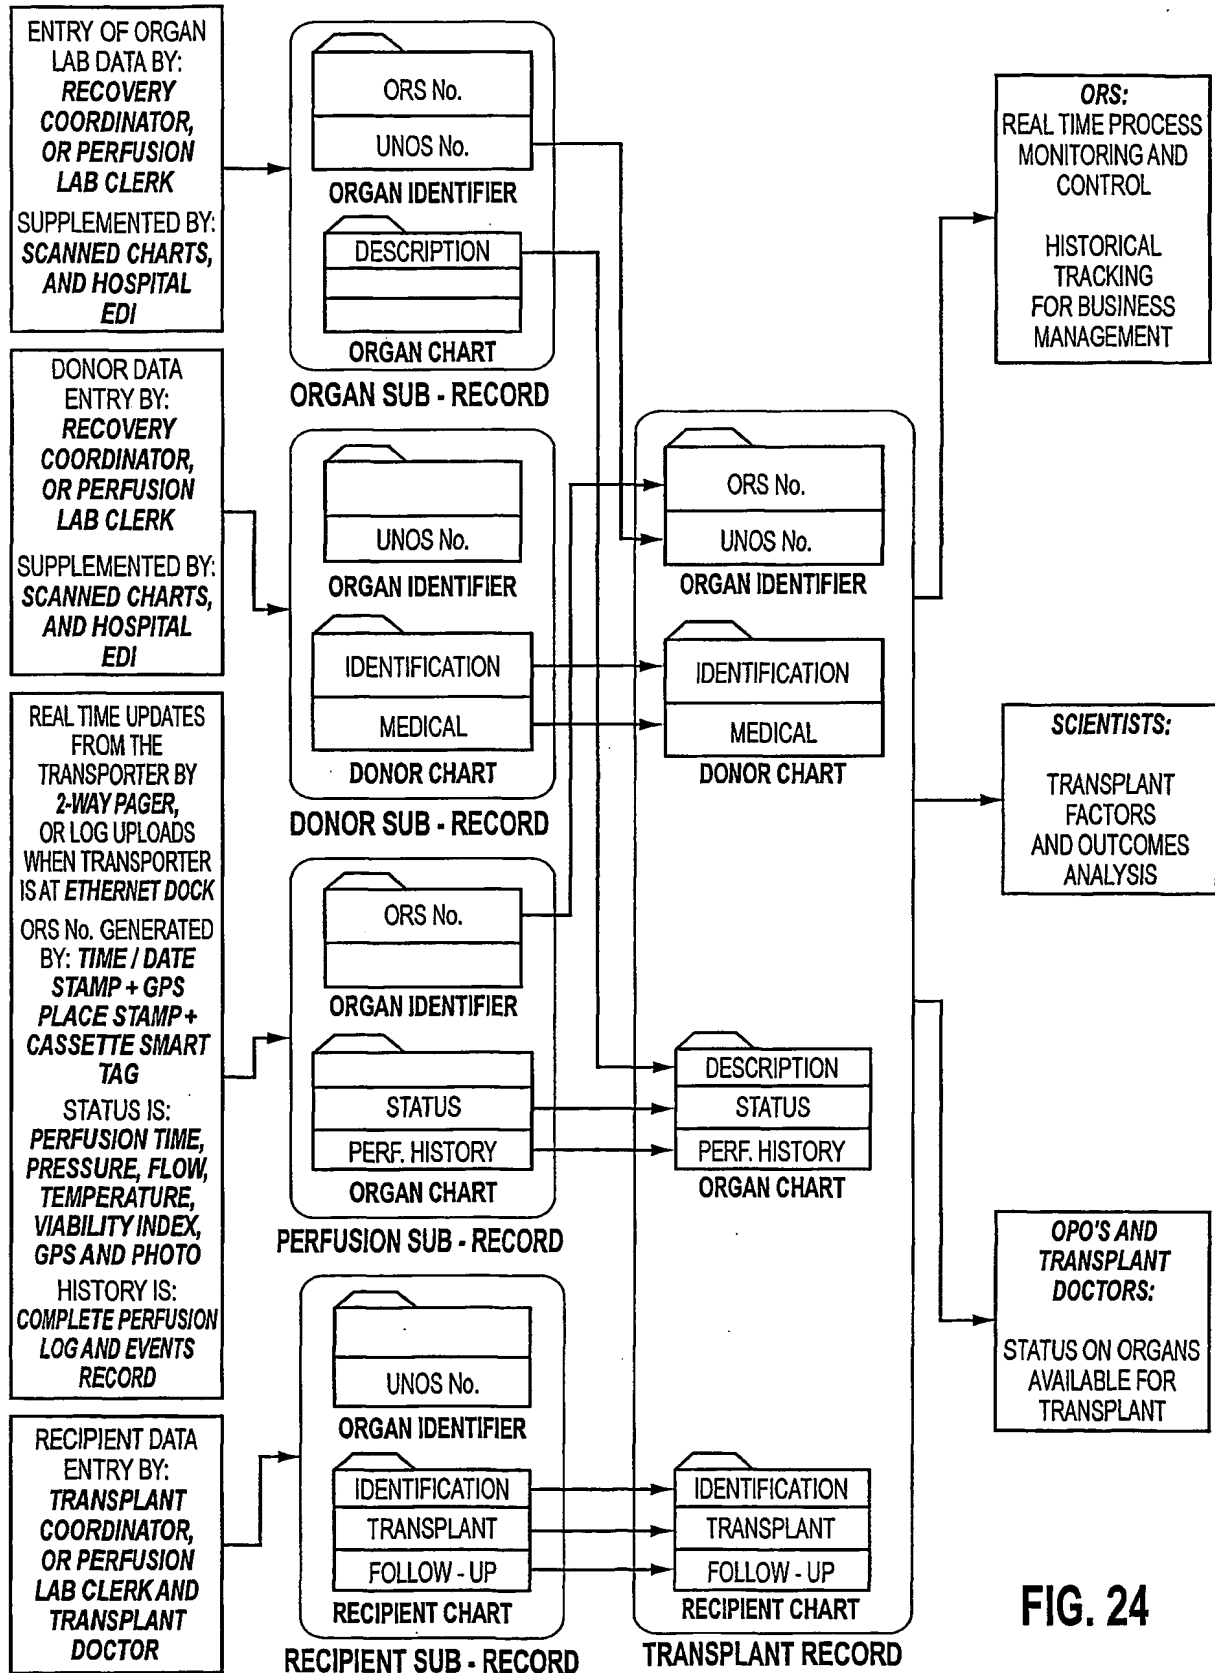 ENTRY OF ORGAN
LAB DATA BY:
RECOVERY
COORDINATOR,
OR PERFUSION
LAB CLERK
SUPPLEMENTED BY:
SCANNED CHARTS,
AND HOSPITAL
EDI
DONOR DATA
ENTRY BY:
RECOVERY
COORDINATOR,
OR PERFUSION
LAB CLERK
SUPPLEMENTED BY:
SCANNED CHARTS,
AND HOSPITAL
EDI
REAL TIME UPDATES
FROM THE
TRANSPORTER BY
2-WAY PAGER,
OR LOG UPLOADS
WHEN TRANSPORTER
IS AT ETHERNET DOCK
ORS No. GENERATED
BY: TIME / DATE
STAMP + GPS
PLACE STAMP +
CASSETTE SMART
TAG
STATUS IS:
PERFUSION TIME,
PRESSURE, FLOW,
TEMPERATURE,
VIABILITY INDEX,
GPS AND PHOTO
HISTORY IS:
COMPLETE PERFUSION
LOG AND EVENTS
RECORD
RECIPIENT DATA
ENTRY BY:
TRANSPLANT
COORDINATOR,
OR PERFUSION
LAB CLERK AND
TRANSPLANT
DOCTOR
ORS No.
UNOS No.
ORGAN IDENTIFIER
DESCRIPTION
ORGAN CHART
ORGAN SUB - RECORD
UNOS No.
ORGAN IDENTIFIER
IDENTIFICATION
MEDICAL
DONOR CHART
DONOR SUB - RECORD
ORS No.
ORGAN IDENTIFIER
STATUS
PERF. HISTORY
ORGAN CHART
PERFUSION SUB - RECORD
UNOS No.
ORGAN IDENTIFIER
IDENTIFICATION
TRANSPLANT
FOLLOW - UP
RECIPIENT CHART
RECIPIENT SUB - RECORD
ORS No.
UNOS No.
ORGAN IDENTIFIER
IDENTIFICATION
MEDICAL
DONOR CHART
DESCRIPTION
STATUS
PERF. HISTORY
ORGAN CHART
IDENTIFICATION
TRANSPLANT
FOLLOW - UP
RECIPIENT CHART
TRANSPLANT RECORD
ORS:
REAL TIME PROCESS
MONITORING AND
CONTROL
HISTORICAL
TRACKING
FOR BUSINESS
MANAGEMENT
SCIENTISTS:
TRANSPLANT
FACTORS
AND OUTCOMES
ANALYSIS
OPO'S AND
TRANSPLANT
DOCTORS:
STATUS ON ORGANS
AVAILABLE FOR
TRANSPLANT
FIG. 24